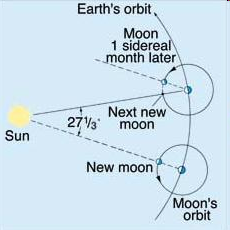 Earth's orbit
Moon
1 sidereal
month later
Next new
moon
27⅓°
Sun
New moon
Moon's
orbit